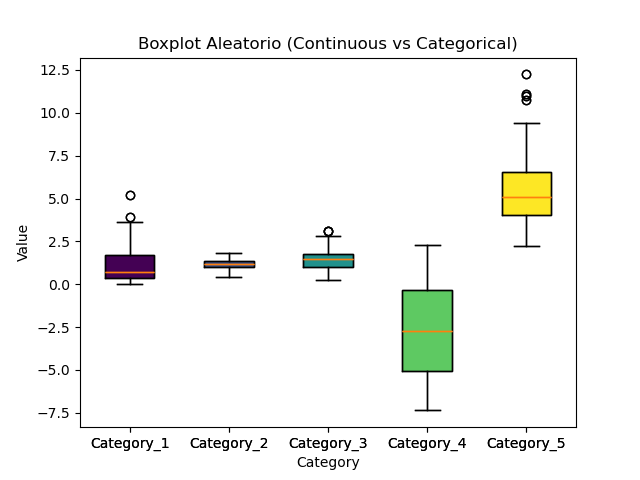 Boxplot Aleatorio (Continuous vs Categorical)
12.5
10.0
7.5
5.0
2.5
0.0
−2.5
−5.0
−7.5
Value
Category_1 Category_2 Category_3 Category_4 Category_5
Category